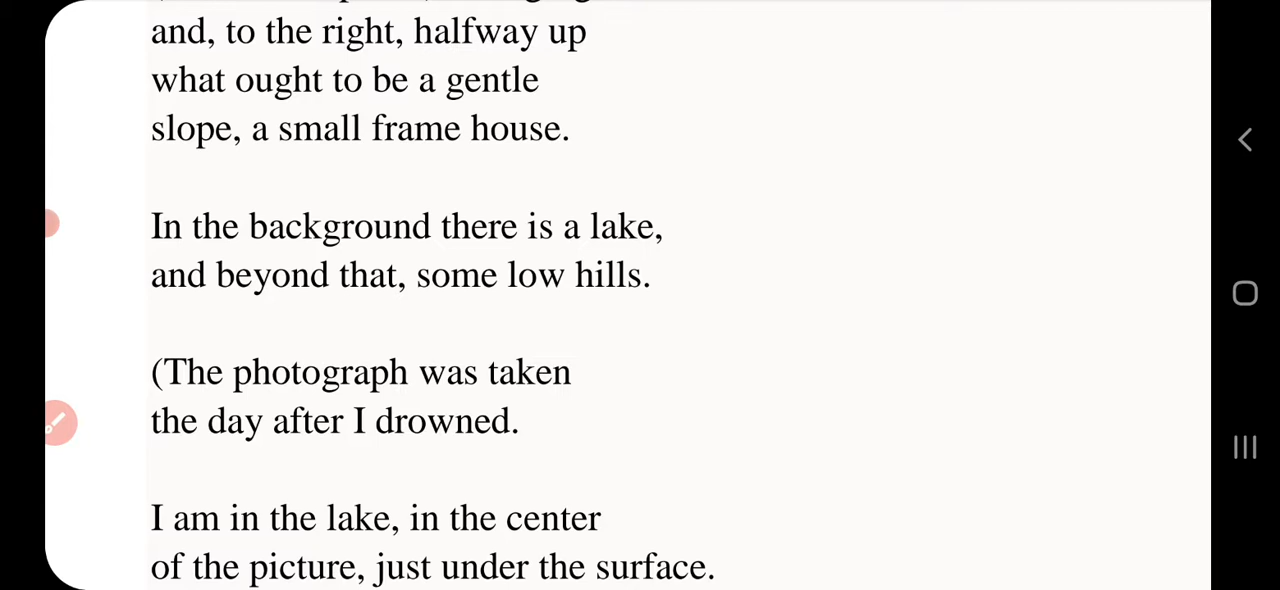 and, to the right, halfway up
what ought to be a gentle
slope, a small frame house.
In the background there is a lake,
and beyond that, some low hills.
(The photograph was taken
the day after I drowned.
I am in the lake, in the center
of the picture, just under the surface.